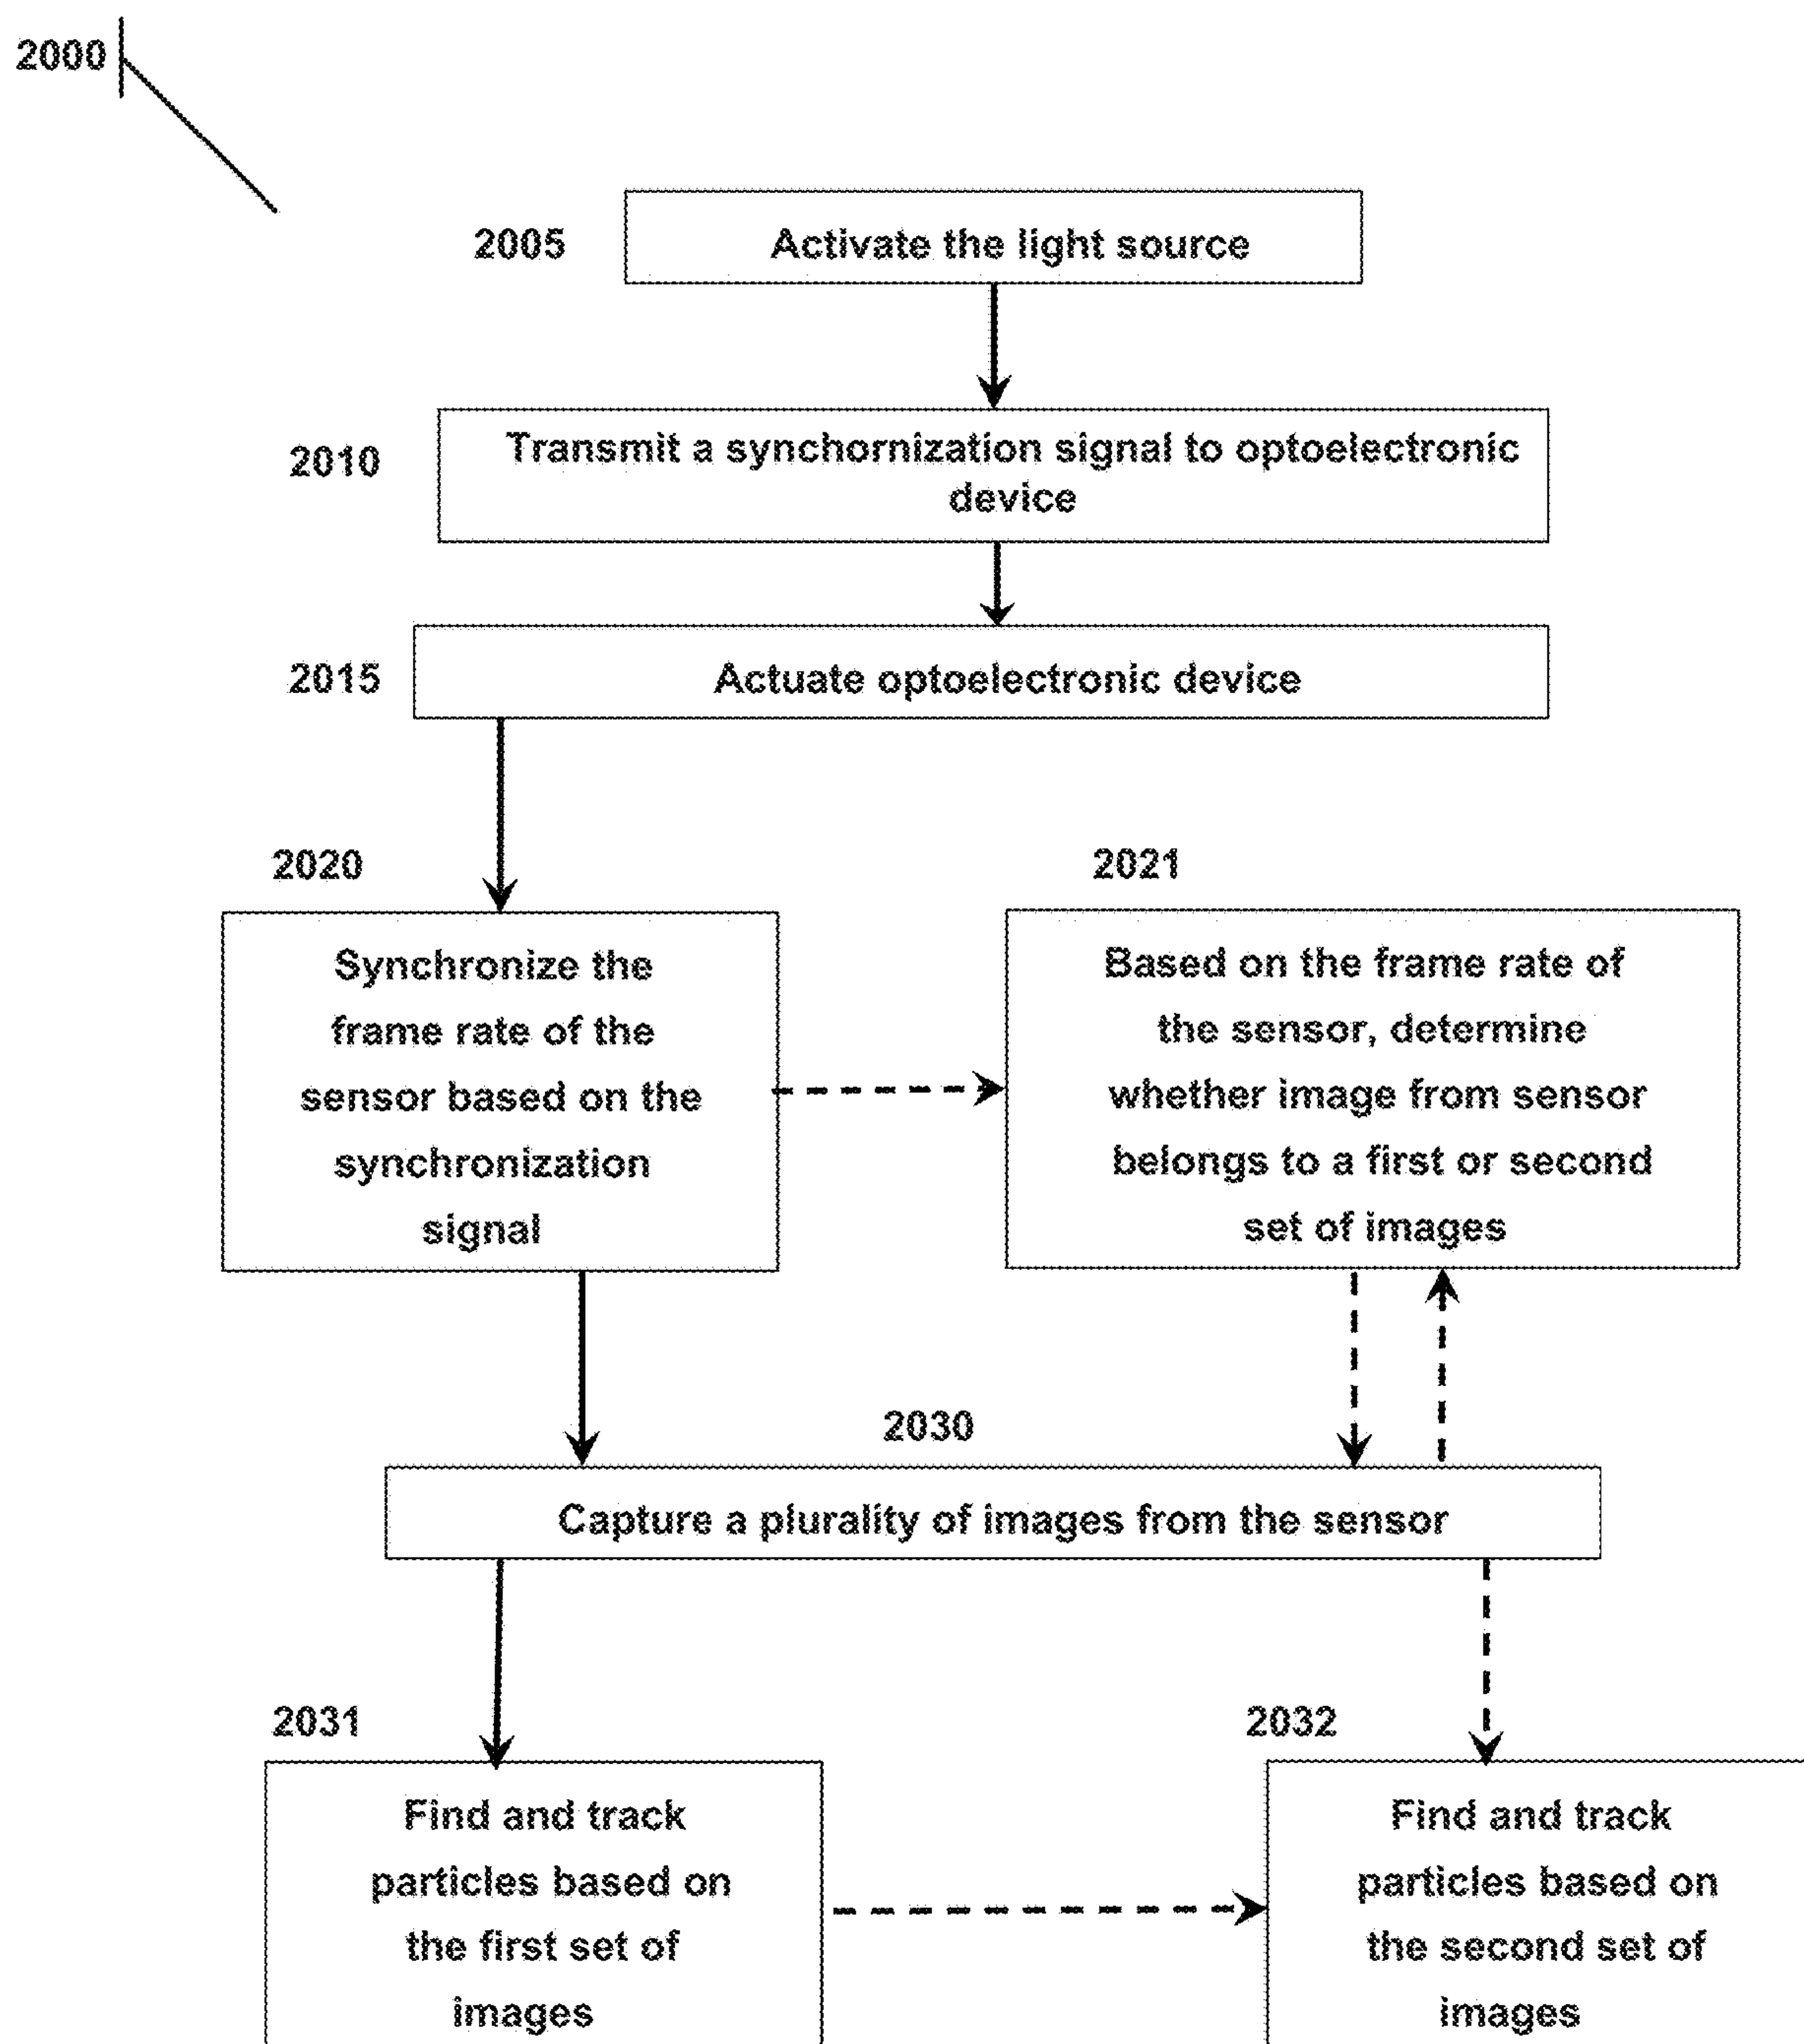 2000
2005
Activate the light source
2010
Transmit a synchornization signal to optoelectronic
device
2015
Actuate optoelectronic device
2020
Synchronize the
frame rate of the
sensor based on the
synchronization
signal
2021
Based on the frame rate of
the sensor, determine
whether image from sensor
belongs to a first or second
set of images
2030
Capture a plurality of images from the sensor
2031
Find and track
particles based on
the first set of
images
2032
Find and track
particles based on
the second set of
images